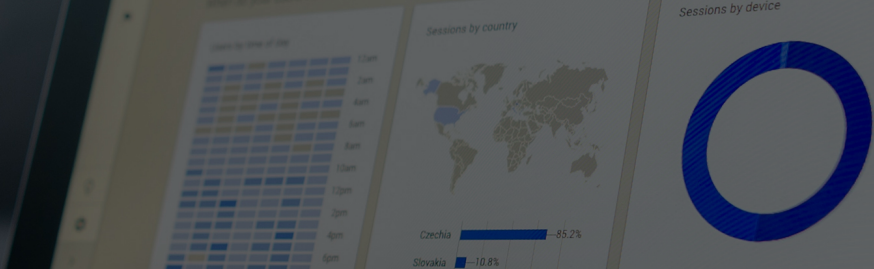 Users by time of day
Sessions by country
Sessions by device
12am
2am
4am
6am
8am
10am
12pm
2pm
4pm
6pm
Czechia 85.2%
Slovakia 10.8%